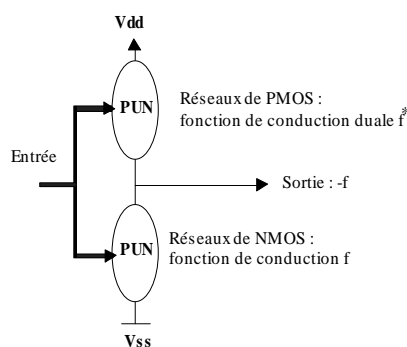 Vdd
PUN
Réseaux de PMOS :
fonction de conduction duale f*
Entrée
Sortie : -f
PUN
Réseaux de NMOS :
fonction de conduction f
Vss